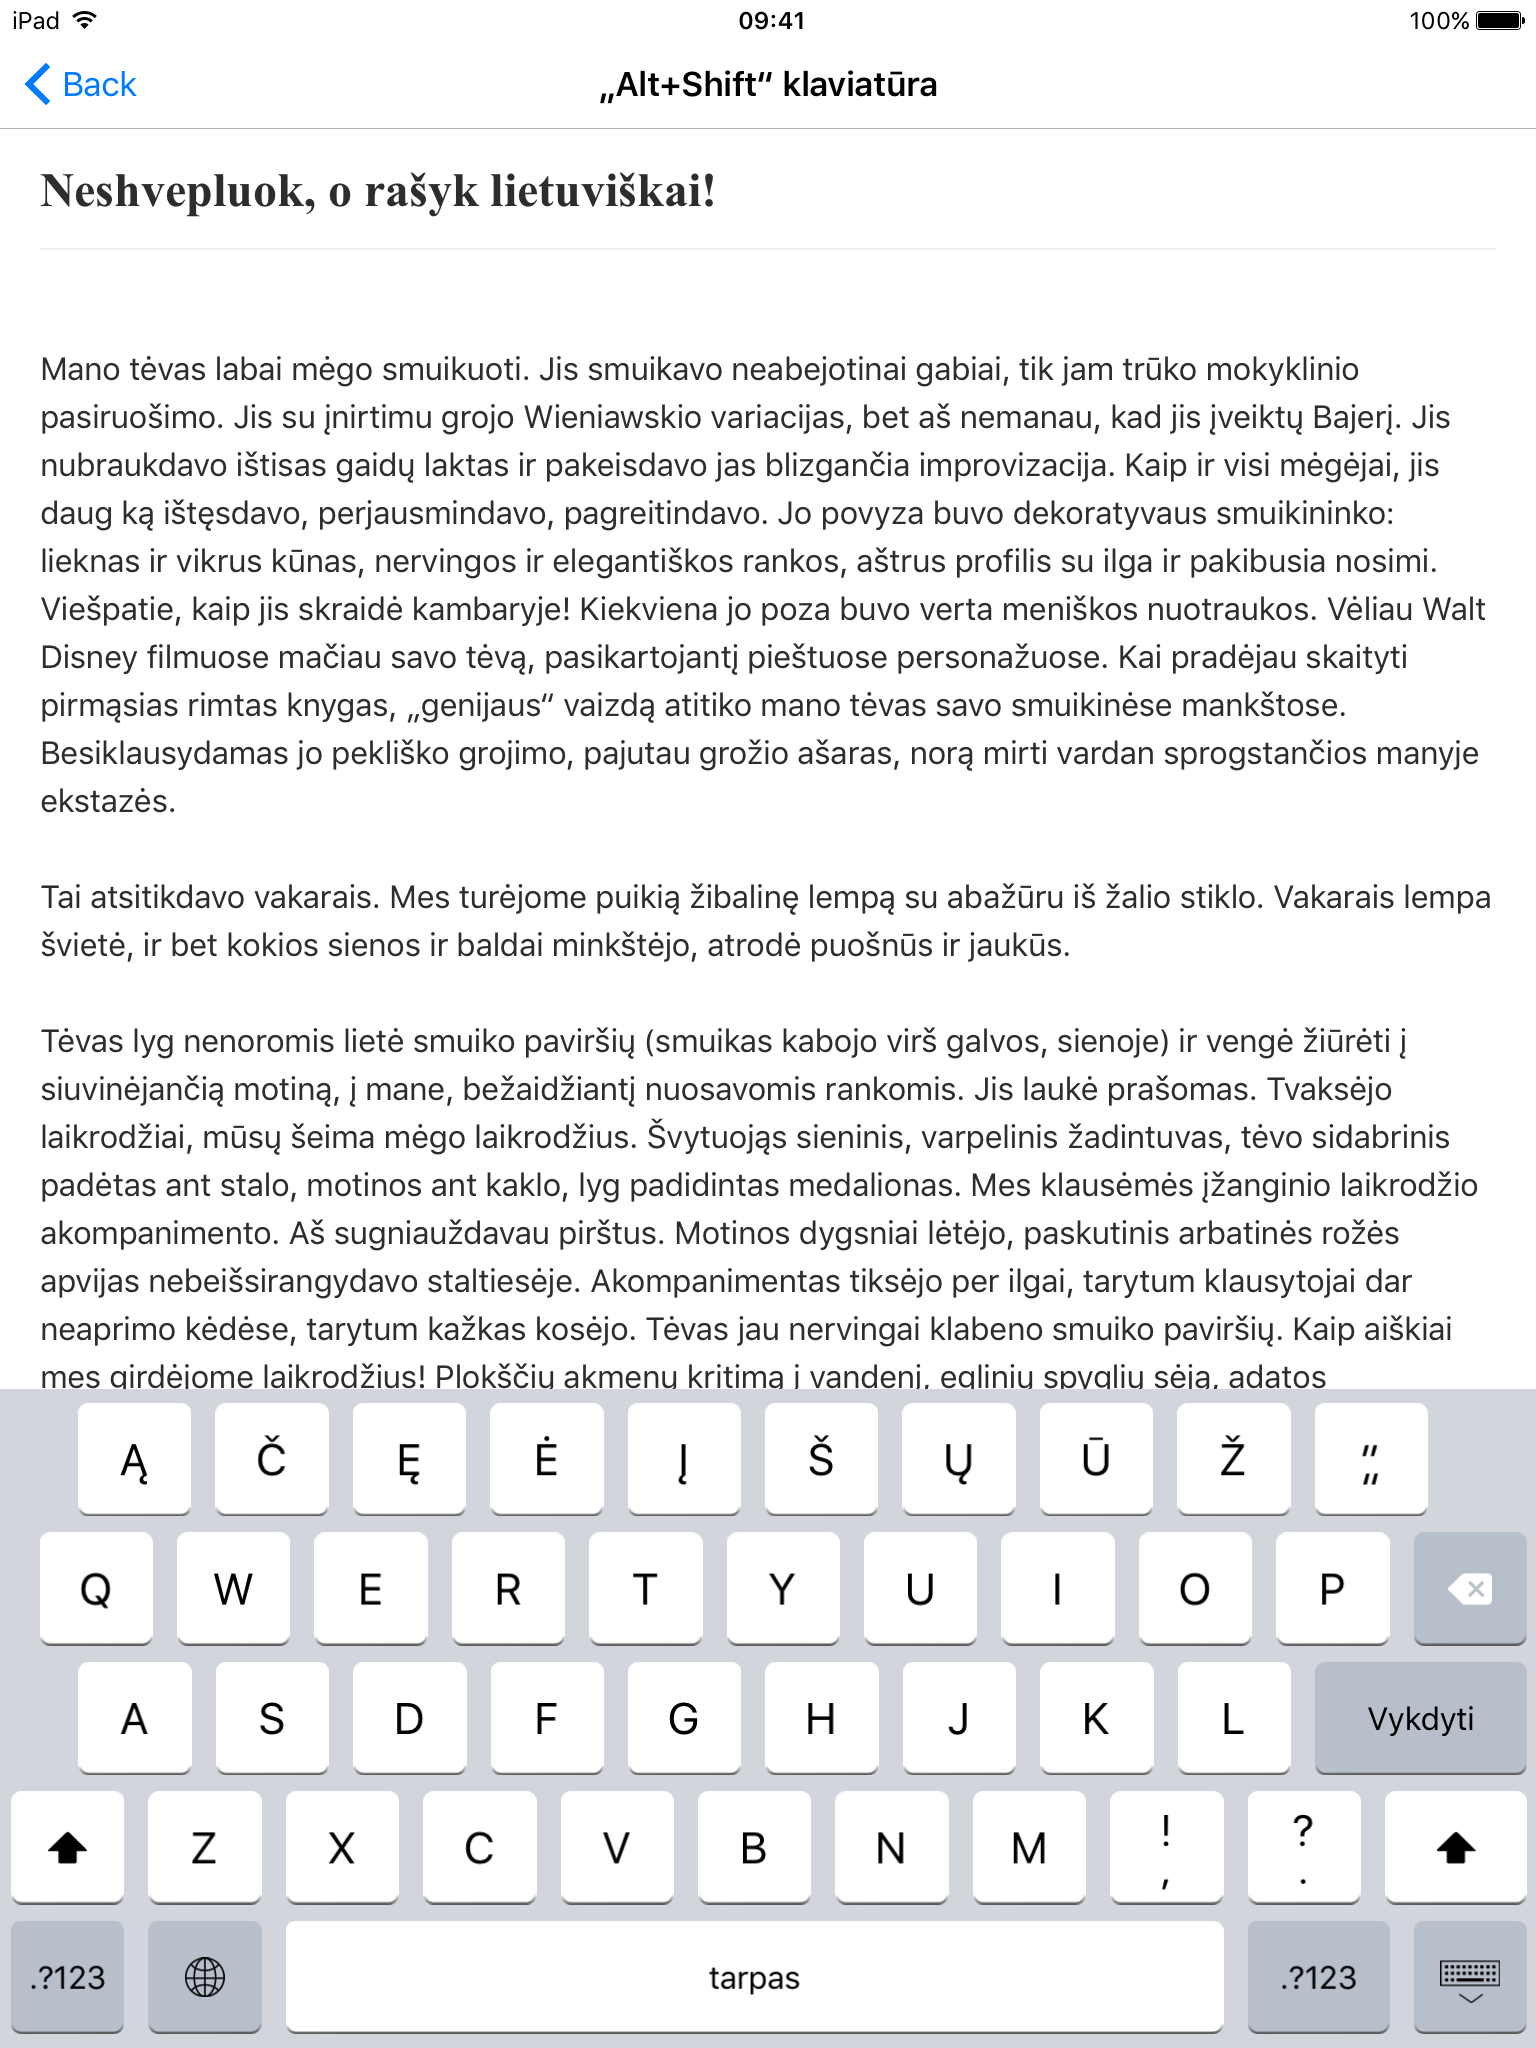 iPad 09:41 100%
Back „Alt+Shift“ klaviatūra
Neshvepluok, o rašyk lietuviškai!
Mano tėvas labai mėgo smuikuoti. Jis smuikavo neabejotinai gabiai, tik jam trūko mokyklinio
pasiruošimo. Jis su įnirtimu grojo Wieniawskio variacijas, bet aš nemanau, kad jis įveiktų Bajerį. Jis
nubraukdavo ištisas gaidų laktas ir pakeisdavo jas blizgančia improvizacija. Kaip ir visi mėgėjai, jis
daug ką ištęsdavo, perjausmindavo, pagreitindavo. Jo povyza buvo dekoratyvaus smuikininko:
lieknas ir vikrus kūnas, nervingos ir elegantiškos rankos, aštrus profilis su ilga ir pakibusia nosimi.
Viešpatie, kaip jis skraidė kambaryje! Kiekviena jo poza buvo verta meniškos nuotraukos. Vėliau Walt
Disney filmuose mačiau savo tėvą, pasikartojantį pieštuose personažuose. Kai pradėjau skaityti
pirmąsias rimtas knygas, „genijaus“ vaizdą atitiko mano tėvas savo smuikinėse mankštose.
Besiklausydamas jo pekliško grojimo, pajutau grožio ašaras, norą mirti vardan sprogstančios manyje
ekstazės.
Tai atsitikdavo vakarais. Mes turėjome puikią žibalinę lempą su abažūru iš žalio stiklo. Vakarais lempa
švietė, ir bet kokios sienos ir baldai minkštėjo, atrodė puošnūs ir jaukūs.
Tėvas lyg nenoromis lietė smuiko paviršių (smuikas kabojo virš galvos, sienoje) ir vengė žiūrėti į
siuvinėjančią motiną, į mane, bežaidžiantį nuosavomis rankomis. Jis laukė prašomas. Tvaksėjo
laikrodžiai, mūsų šeima mėgo laikrodžius. Švytuojąs sieninis, varpelinis žadintuvas, tėvo sidabrinis
padėtas ant stalo, motinos ant kaklo, lyg padidintas medalionas. Mes klausėmės įžanginio laikrodžio
akompanimento. Aš sugniauždavau pirštus. Motinos dygsniai lėtėjo, paskutinis arbatinės rožės
apvijas nebeišsirangydavo staltiesėje. Akompanimentas tiksėjo per ilgai, tarytum klausytojai dar
neaprimo kėdėse, tarytum kažkas kosėjo. Tėvas jau nervingai klabeno smuiko paviršių. Kaip aiškiai
mes girdėjome laikrodžius! Plokščių akmenų kritimą į vandenį, eglinių spyglių sėją, adatos
Ą Č Ę Ė Į Š Ų Ū Ž " „
Q W E R T Y U I O P
A S D F G H J K L Vykdyti
Z X C V B N M ! , ? .
.?123 tarpas .?123